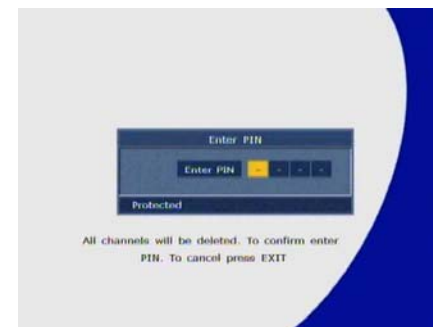 Enter PIN
Enter PIN - - - -
Protected
All channels will be deleted. To confirm enter
PIN. To cancel press EXIT